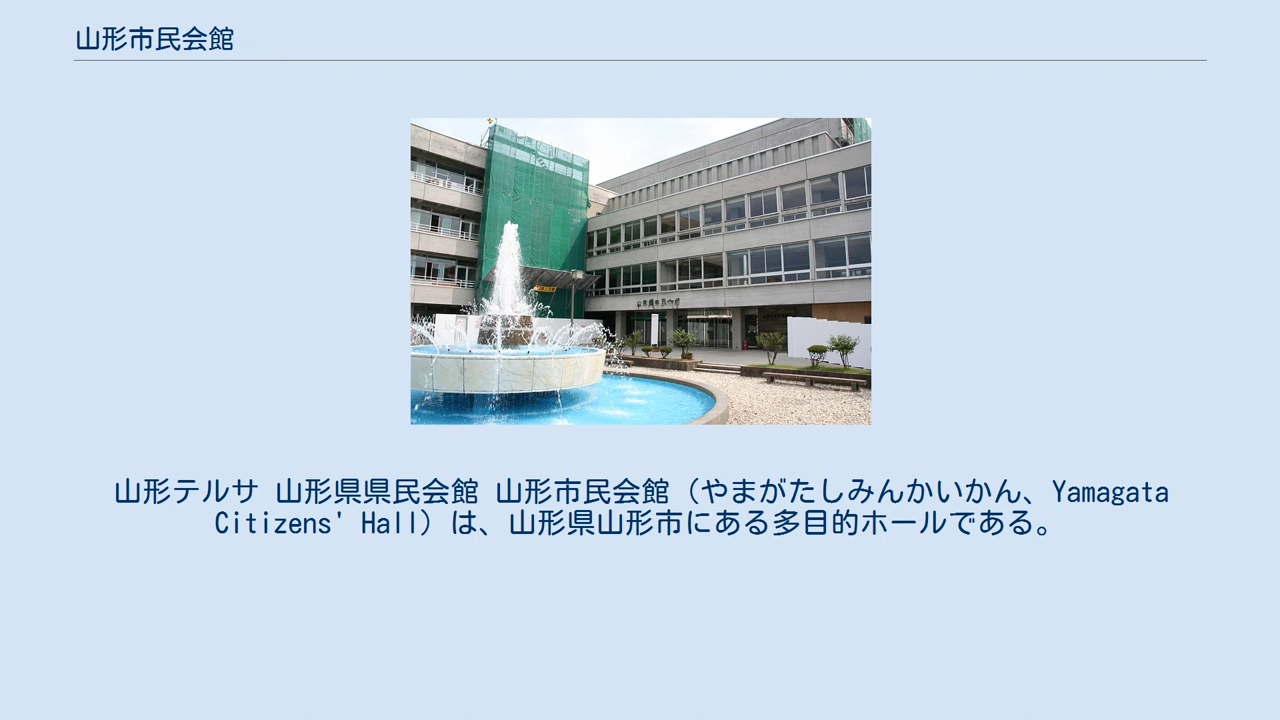 山形市民会館
山形テルサ 山形県県民会館 山形市民会館（やまがたしみんかいかん、Yamagata
Citizens' Hall）は、山形県山形市にある多目的ホールである。